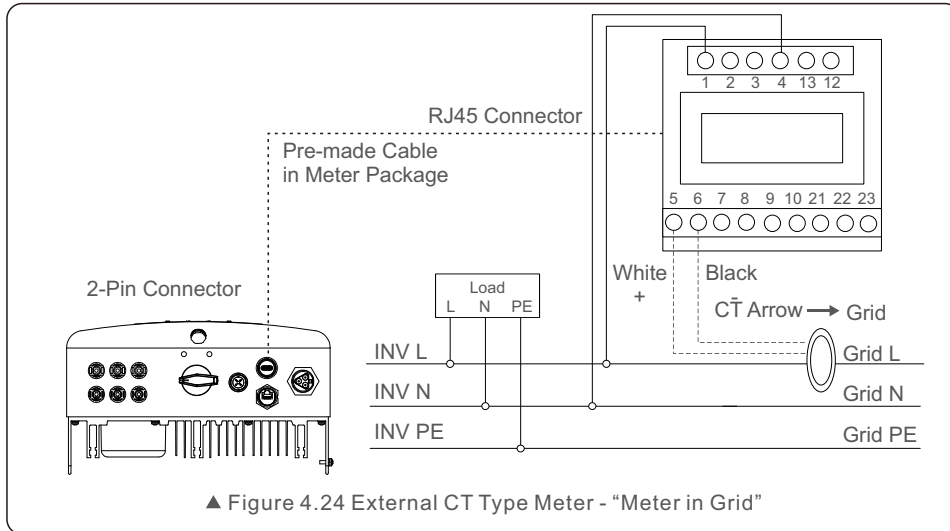 1 2 3 4 13 12
RJ45 Connector
Pre-made Cable
in Meter Package
5 6 7 8 9 10 21 22 23
White
+
Black
-
2-Pin Connector
Load
L N PE
CT Arrow → Grid
INV L
Grid L
INV N
Grid N
INV PE
Grid PE
▲ Figure 4.24 External CT Type Meter - “Meter in Grid”